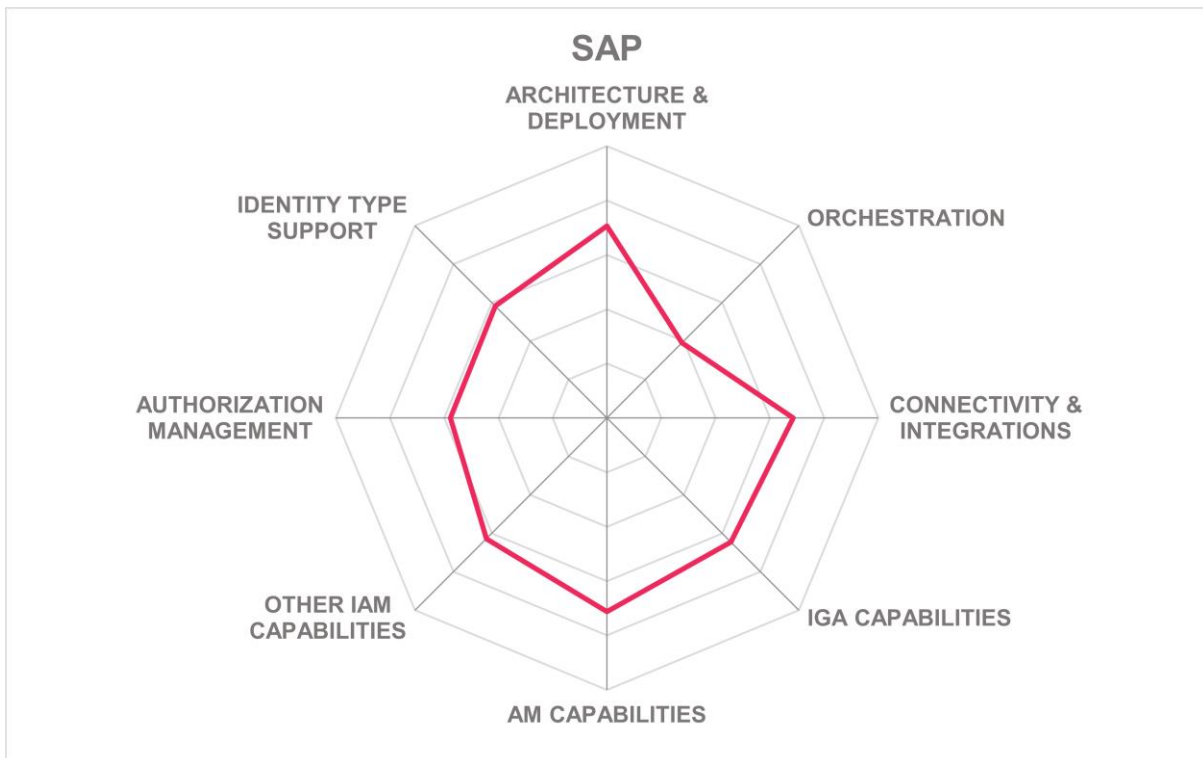 SAP
ARCHITECTURE &
DEPLOYMENT
IDENTITY TYPE
SUPPORT
ORCHESTRATION
AUTHORIZATION
MANAGEMENT
CONNECTIVITY &
INTEGRATIONS
OTHER IAM
CAPABILITIES
IGA CAPABILITIES
AM CAPABILITIES